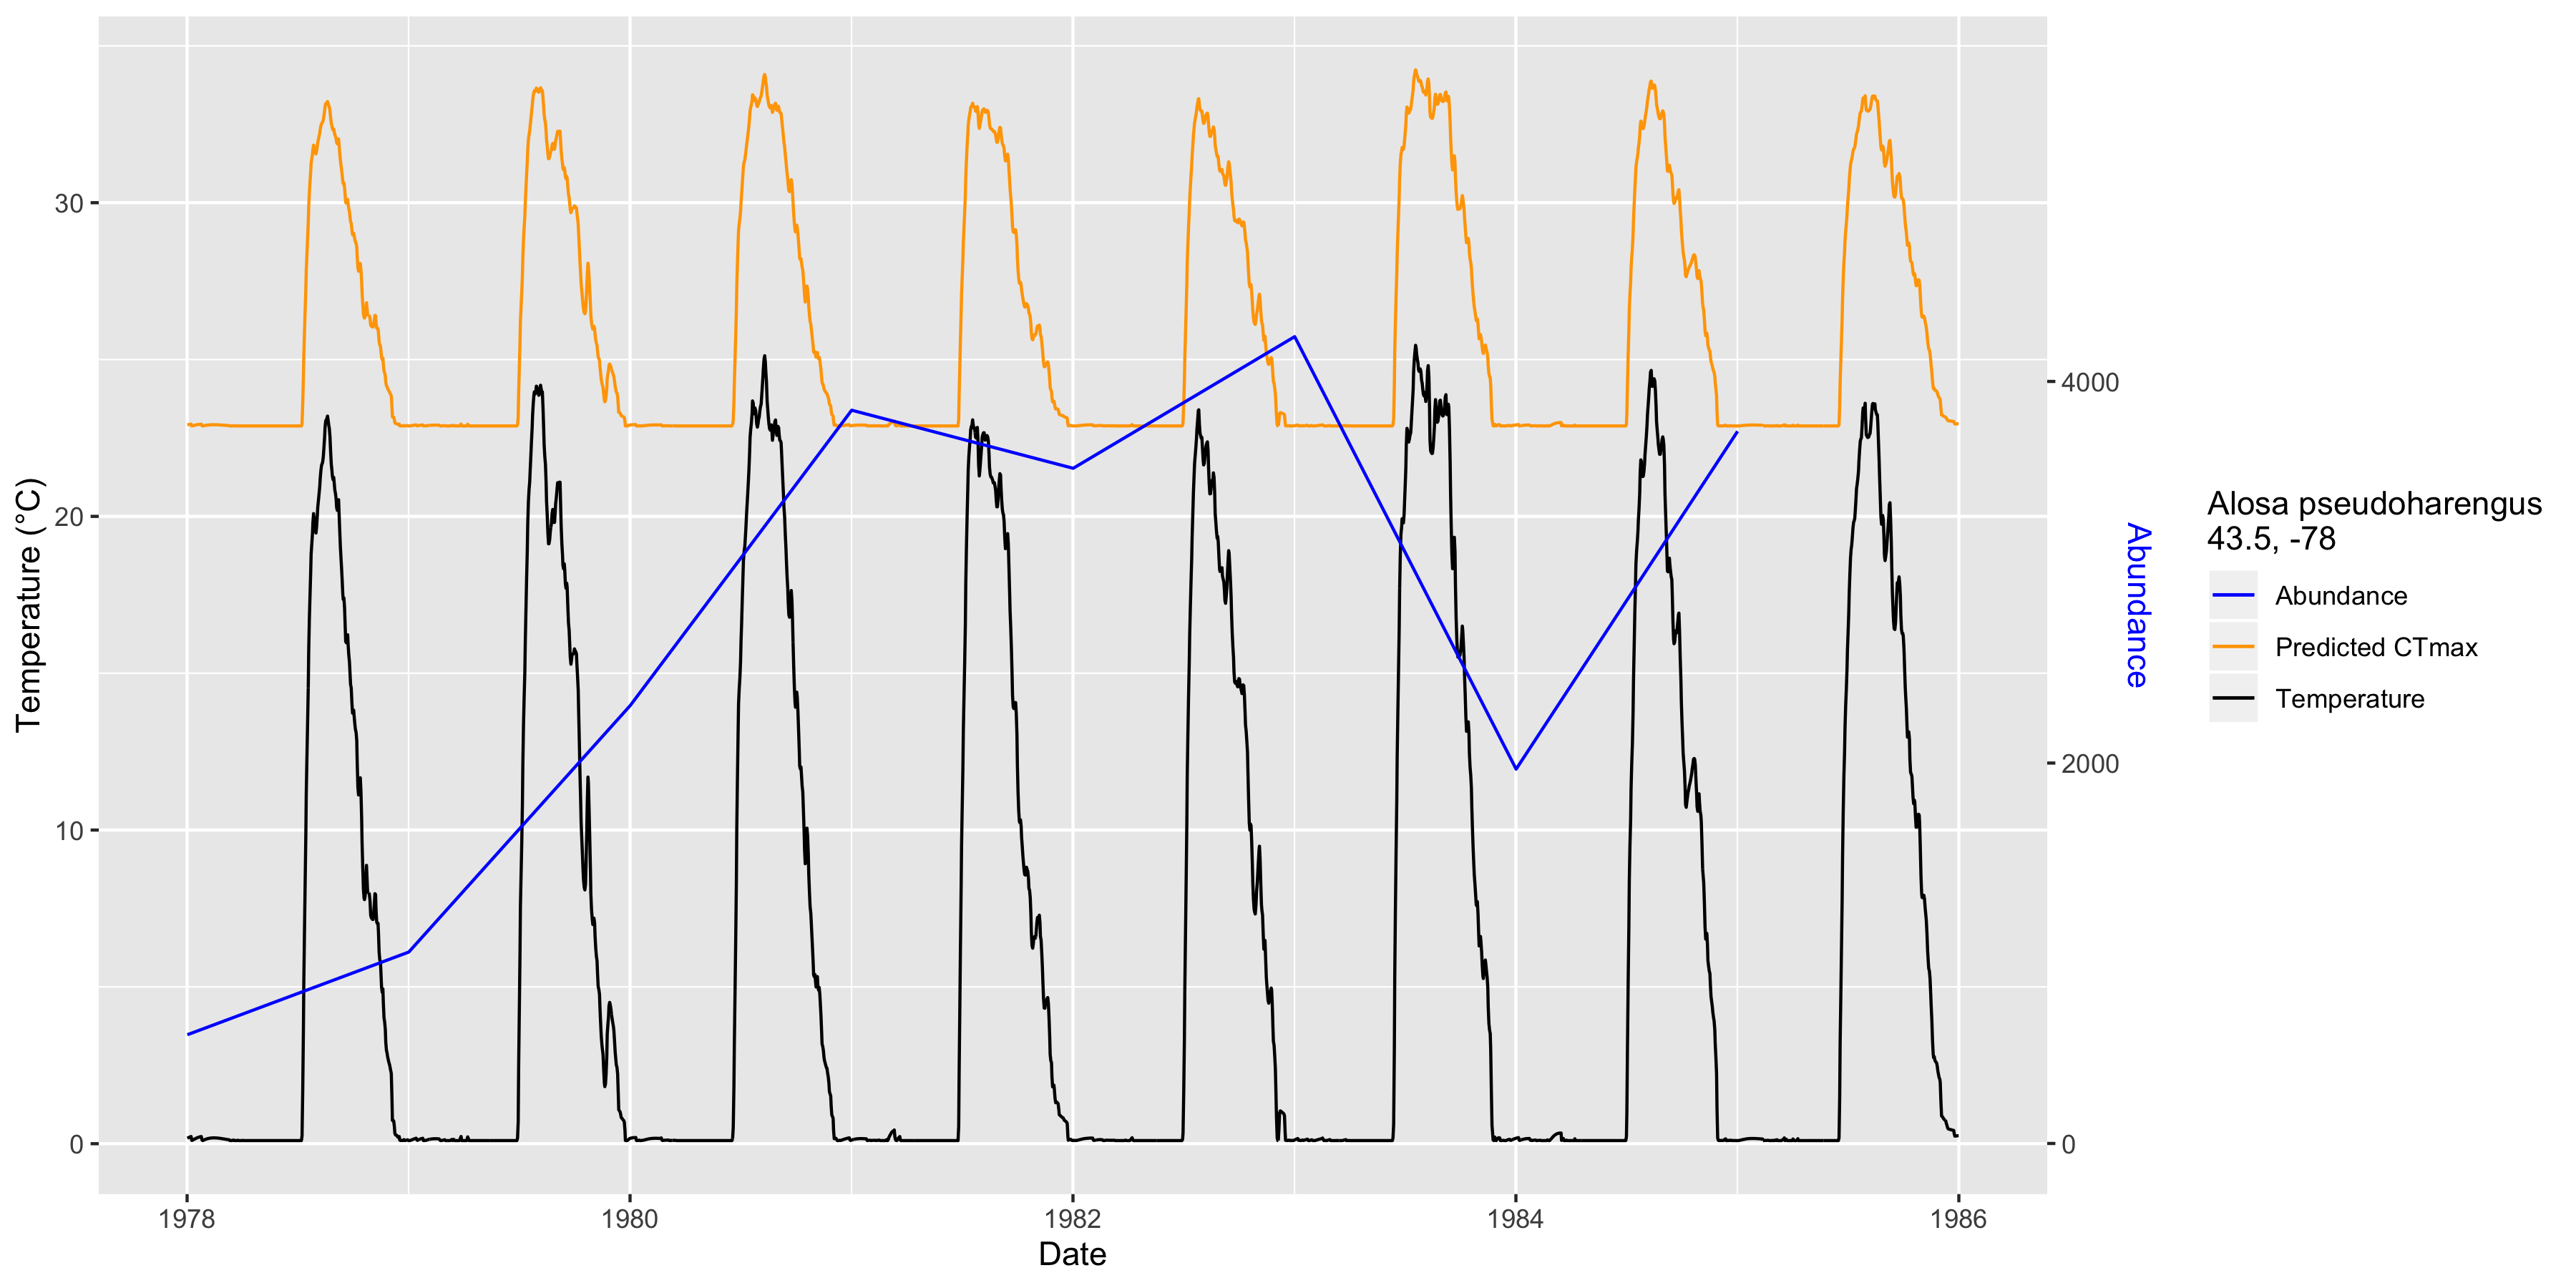 30
20
10
0
Temperature (°C)
1978
1980
1982
1984
1986
Date
4000
2000
0
Abundance
Alosa pseudoharengus
43.5, -78
Abundance
Predicted CTmax
Temperature